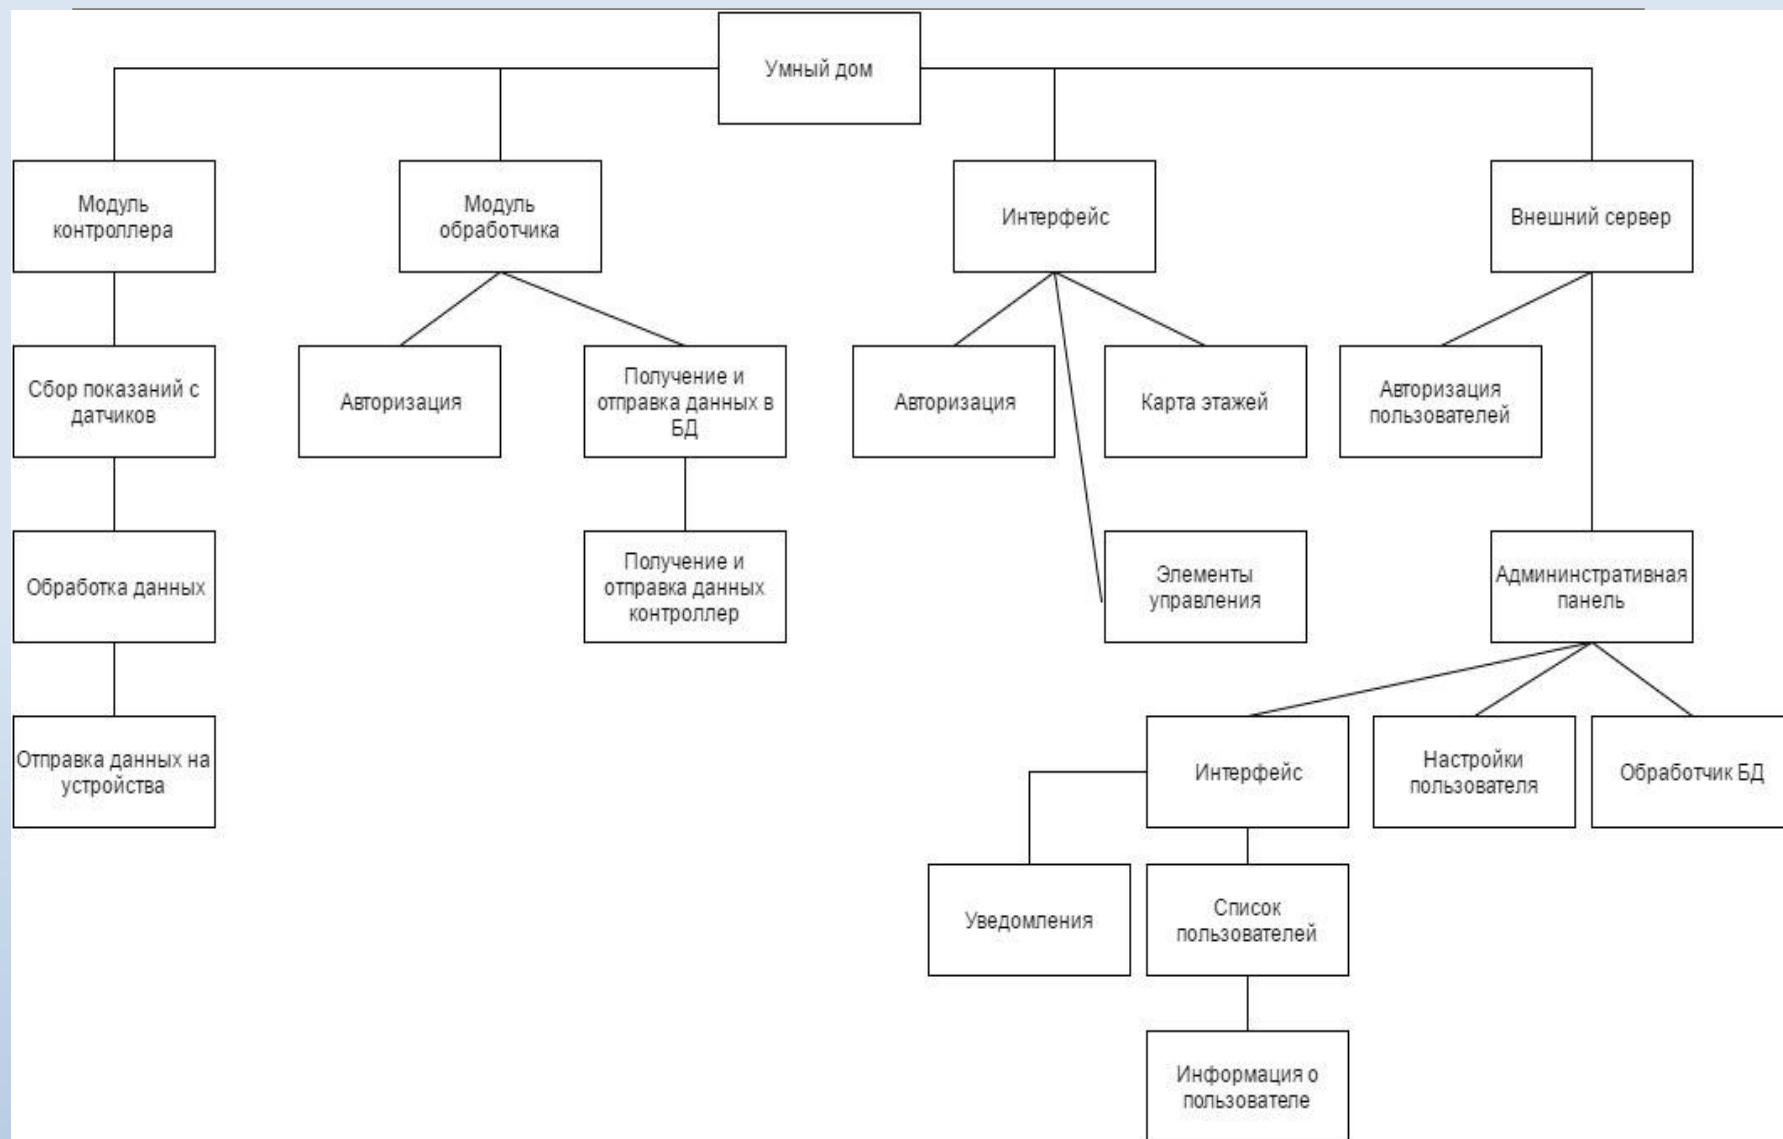 Умный дом
Модуль
контроллера
Модуль
обработчика
Интерфейс
Внешний сервер
Сбор показаний с
датчиков
Авторизация
Получение и
отправка данных в
БД
Авторизация
Карта этажей
Авторизация
пользователей
Обработка данных
Получение и
отправка данных
контроллер
Элементы
управления
Админинстративная
панель
Отправка данных на
устройства
Интерфейс
Настройки
пользователя
Обработчик БД
Уведомления
Список
пользователей
Информация о
пользователе